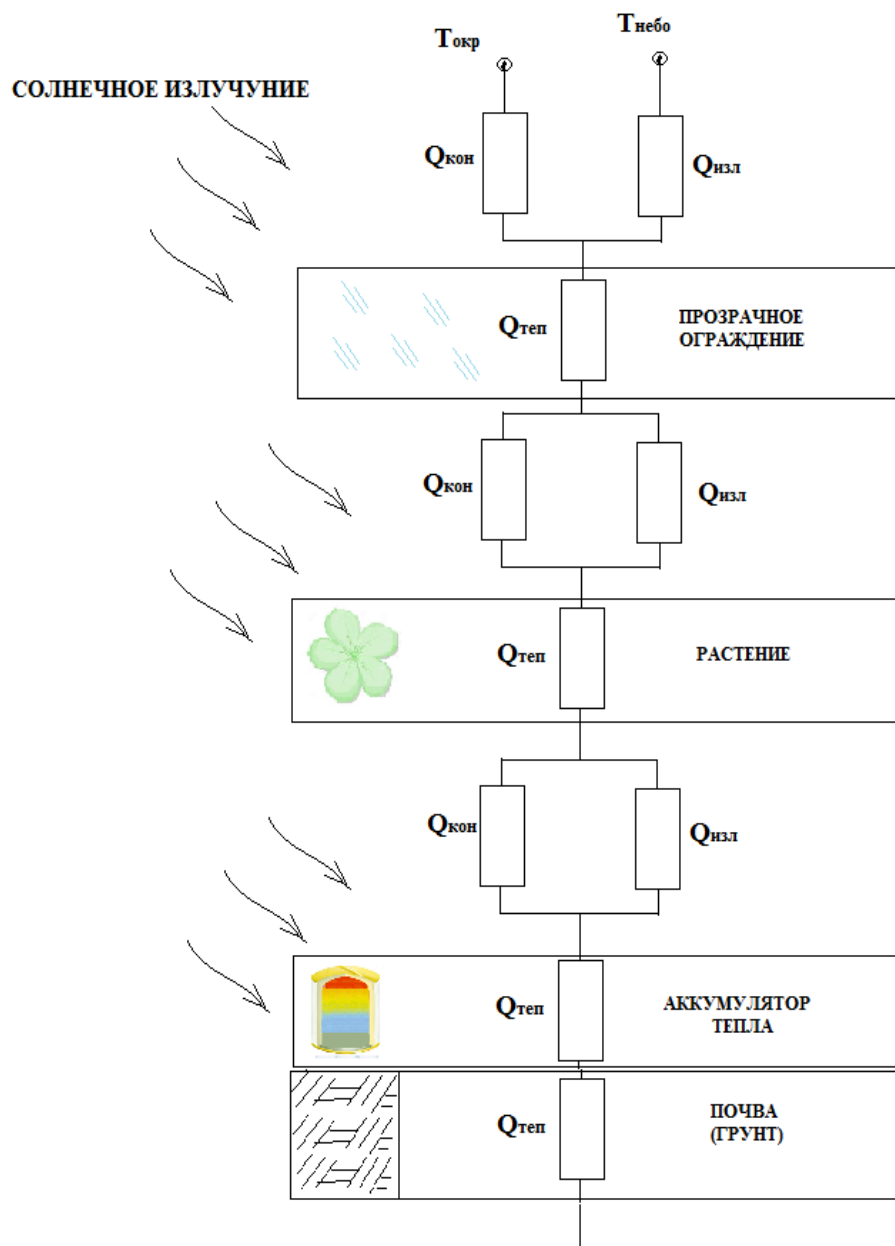 Tокр
Tнебо
СОЛНЕЧНОЕ ИЗЛУЧУНИЕ
Qкон
Qизл
Qтеп
ПРОЗРАЧНОЕ
ОГРАЖДЕНИЕ
Qкон
Qизл
Qтеп
РАСТЕНИЕ
Qкон
Qизл
Qтеп
АККУМУЛЯТОР
ТЕПЛА
Qтеп
ПОЧВА
(ГРУНТ)